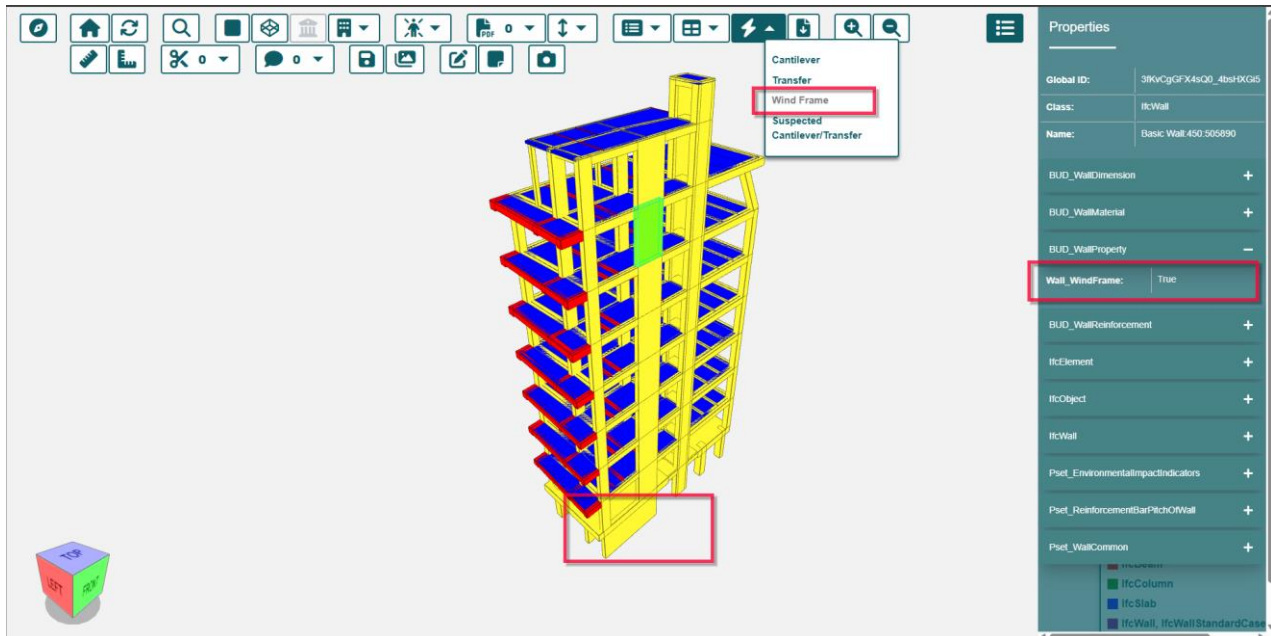 PDF
0
0
0
Cantilever
Transfer
Wind Frame
Suspected
Cantilever/Transfer
TOP
LEFT
FRONT
Properties
Global ID: 3fKvCgGFX4sQ0_4bsHXGi5
Class: IfcWall
Name: Basic Wall:450:505890
BUD_WallDimension +
BUD_WallMaterial +
BUD_WallProperty −
Wall_WindFrame: True
BUD_WallReinforcement +
IfcElement +
IfcObject +
IfcWall +
Pset_EnvironmentalImpactIndicators +
Pset_ReinforcementBarPitchOfWall +
Pset_WallCommon +
IfcBeam
IfcColumn
IfcSlab
IfcWall, IfcWallStandardCase